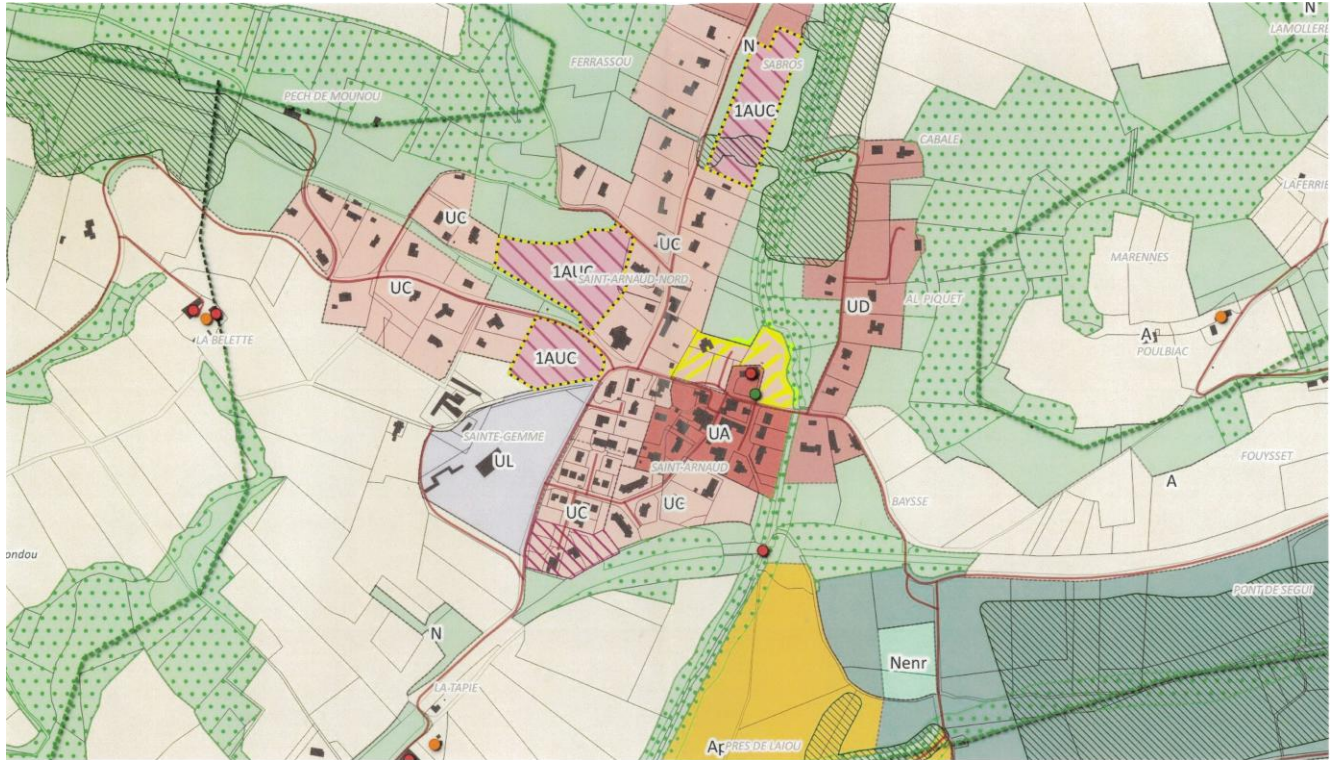 N
LAMOLLERE
N
FERRASSOU
SABROS
PECH DE MOUNOU
1AUC
CABALE
LAFERRIE
UC
UC
MARENNES
1AUC
SAINT-ARNAUD-NORD
UC
UD
AL PIQUET
A
POULBIAC
LA BELETTE
1AUC
UA
SAINTE-GEMME
UL
SAINT-ARNAUD
FOUYSSET
A
UC
UC
BAYSSE
ondou
PONT DE SEGUI
N
Nenr
LA TAPIE
Ap
PRES DE LAIOU